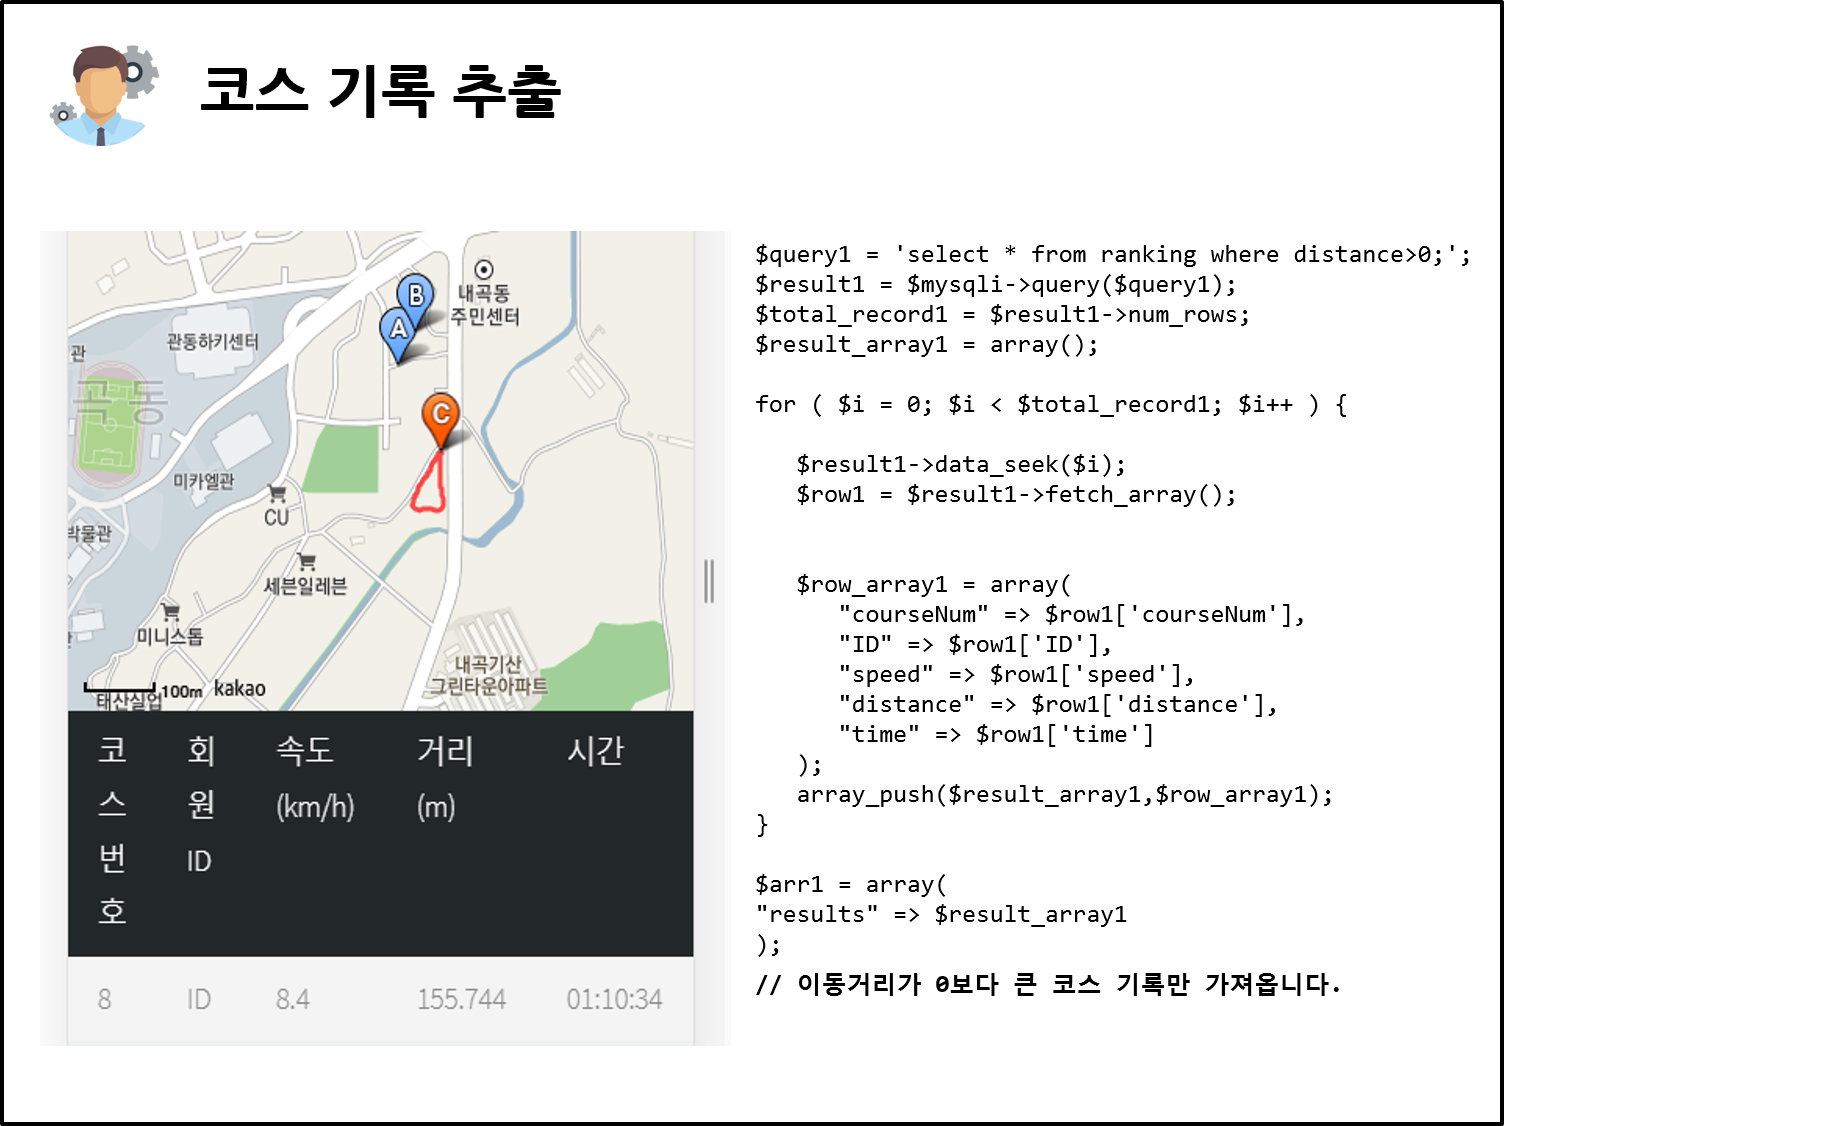 코스 기록 추출
B
A
내곡동
주민센터
관동하키센터
관
곡동
C
미카엘관
CU
박물관
세븐일레븐
미니스톱
내곡기산
그린타운아파트
100m kakao
태산실업
코스번호 회원ID 속도(km/h) 거리(m) 시간
8 ID 8.4 155.744 01:10:34
$query1 = 'select * from ranking where distance>0;';
$result1 = $mysqli->query($query1);
$total_record1 = $result1->num_rows;
$result_array1 = array();
for ( $i = 0; $i < $total_record1; $i++ ) {
$result1->data_seek($i);
$row1 = $result1->fetch_array();
$row_array1 = array(
"courseNum" => $row1['courseNum'],
"ID" => $row1['ID'],
"speed" => $row1['speed'],
"distance" => $row1['distance'],
"time" => $row1['time']
);
array_push($result_array1,$row_array1);
}
$arr1 = array(
"results" => $result_array1
);
// 이동거리가 0보다 큰 코스 기록만 가져옵니다.